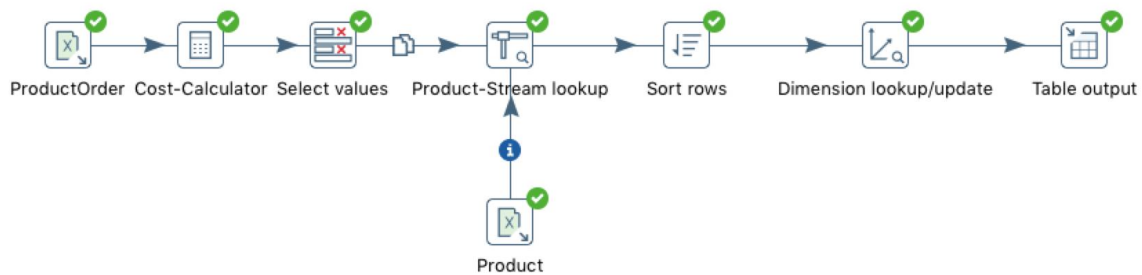 ProductOrder
Cost-Calculator
Select values
Product-Stream lookup
Sort rows
Dimension lookup/update
Table output
Product